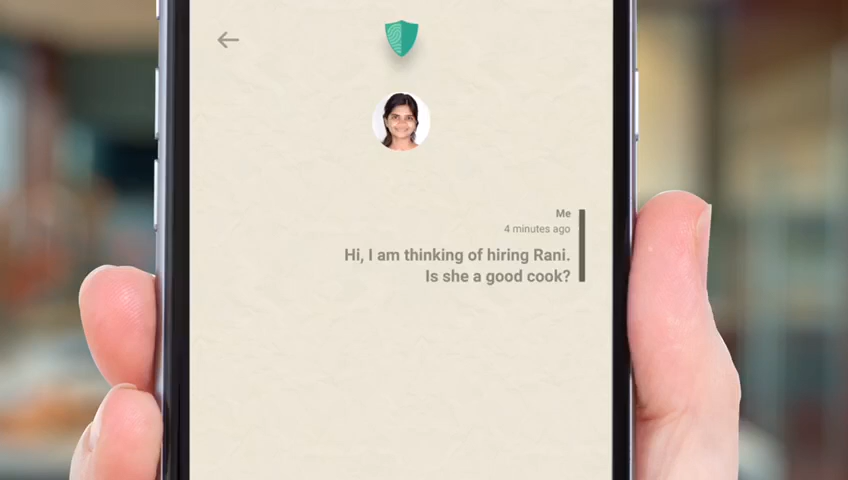 Me
4 minutes ago
Hi, I am thinking of hiring Rani.
Is she a good cook?